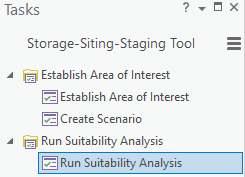 Tasks
Storage-Siting-Staging Tool
Establish Area of Interest
Establish Area of Interest
Create Scenario
Run Suitability Analysis
Run Suitability Analysis